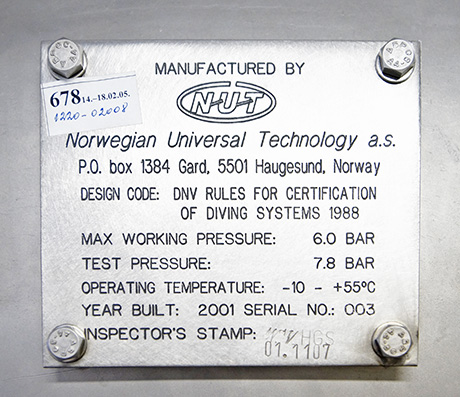 MANUFACTURED BY
N·U·T
678 14.–18.02.05.
1220-02008
Norwegian Universal Technology a.s.
P.O. box 1384 Gard, 5501 Haugesund, Norway
DESIGN CODE: DNV RULES FOR CERTIFICATION
OF DIVING SYSTEMS 1988
MAX WORKING PRESSURE: 6.0 BAR
TEST PRESSURE: 7.8 BAR
OPERATING TEMPERATURE: -10 - +55°C
YEAR BUILT: 2001 SERIAL NO.: 003
INSPECTOR'S STAMP: HGS
01.1107